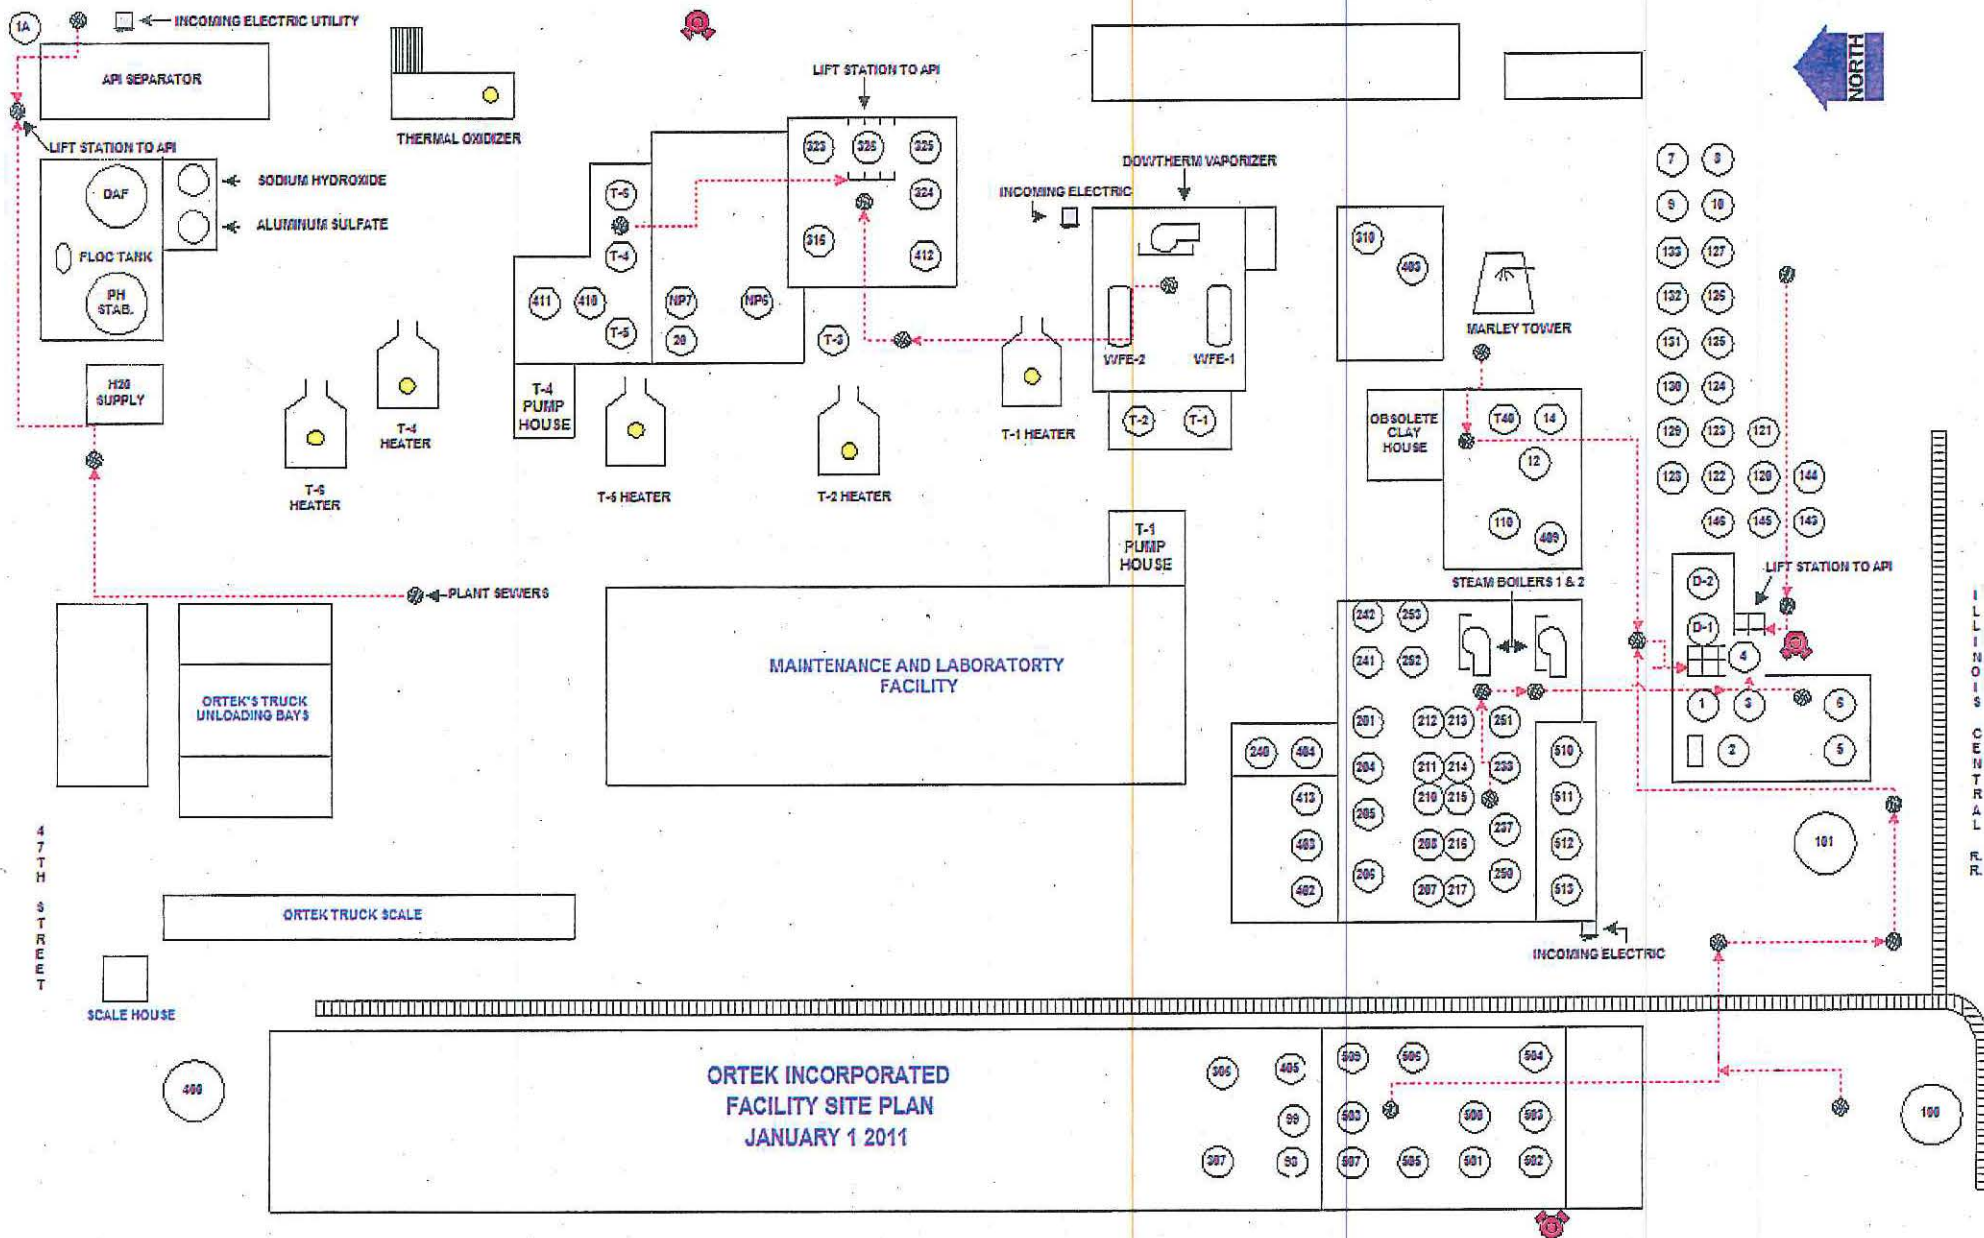 1A
INCOMING ELECTRIC UTILITY
API SEPARATOR
LIFT STATION TO API
THERMAL OXIDIZER
LIFT STATION TO API
NORTH
DAF
FLOC TANK
PH
STAB.
SODIUM HYDROXIDE
ALUMINUM SULFATE
H20
SUPPLY
T-6
HEATER
T-4
HEATER
T-4
411
410
T-5
NP7
20
NP6
T-4
PUMP
HOUSE
323
326
325
324
316
412
T-3
T-5 HEATER
T-2 HEATER
INCOMING ELECTRIC
DOWTHERM VAPORIZER
WFE-2
WFE-1
T-2
T-1
T-1 HEATER
T-1
PUMP
HOUSE
310
403
MARLEY TOWER
OBSOLETE
CLAY
HOUSE
T40
14
12
110
409
STEAM BOILERS 1 & 2
7
8
9
10
133
127
132
126
131
125
130
124
129
123
121
128
122
120
144
146
145
143
LIFT STATION TO API
D-2
D-1
4
1
3
6
2
5
101
ILLINOIS CENTRAL R.R.
PLANT SEWERS
ORTEK'S TRUCK
UNLOADING BAYS
MAINTENANCE AND LABORATORTY
FACILITY
242
253
241
252
201
212
213
251
204
211
214
233
210
215
205
237
208
216
206
207
217
250
240
404
413
403
402
510
511
512
513
INCOMING ELECTRIC
47TH STREET
ORTEK TRUCK SCALE
SCALE HOUSE
400
ORTEK INCORPORATED
FACILITY SITE PLAN
JANUARY 1 2011
306
405
99
307
93
509
506
504
503
500
503
507
505
501
502
100